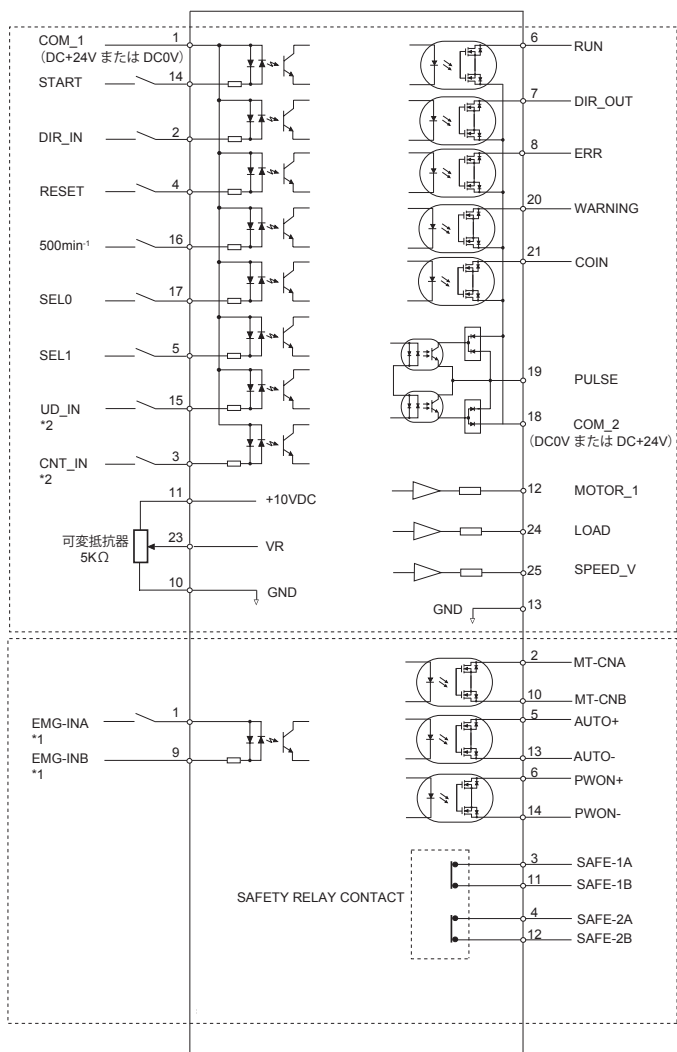 COM_1 1
(DC+24V または DC0V)
START 14
DIR_IN 2
RESET 4
500min-1 16
SEL0 17
SEL1 5
UD_IN 15
*2
CNT_IN 3
*2
11 +10VDC
可変抵抗器
5KΩ
23 VR
10 GND
6 RUN
7 DIR_OUT
8 ERR
20 WARNING
21 COIN
19 PULSE
18 COM_2
(DC0V または DC+24V)
12 MOTOR_1
24 LOAD
25 SPEED_V
GND 13
EMG-INA 1
*1
EMG-INB 9
*1
2 MT-CNA
10 MT-CNB
5 AUTO+
13 AUTO-
6 PWON+
14 PWON-
SAFETY RELAY CONTACT
3 SAFE-1A
11 SAFE-1B
4 SAFE-2A
12 SAFE-2B